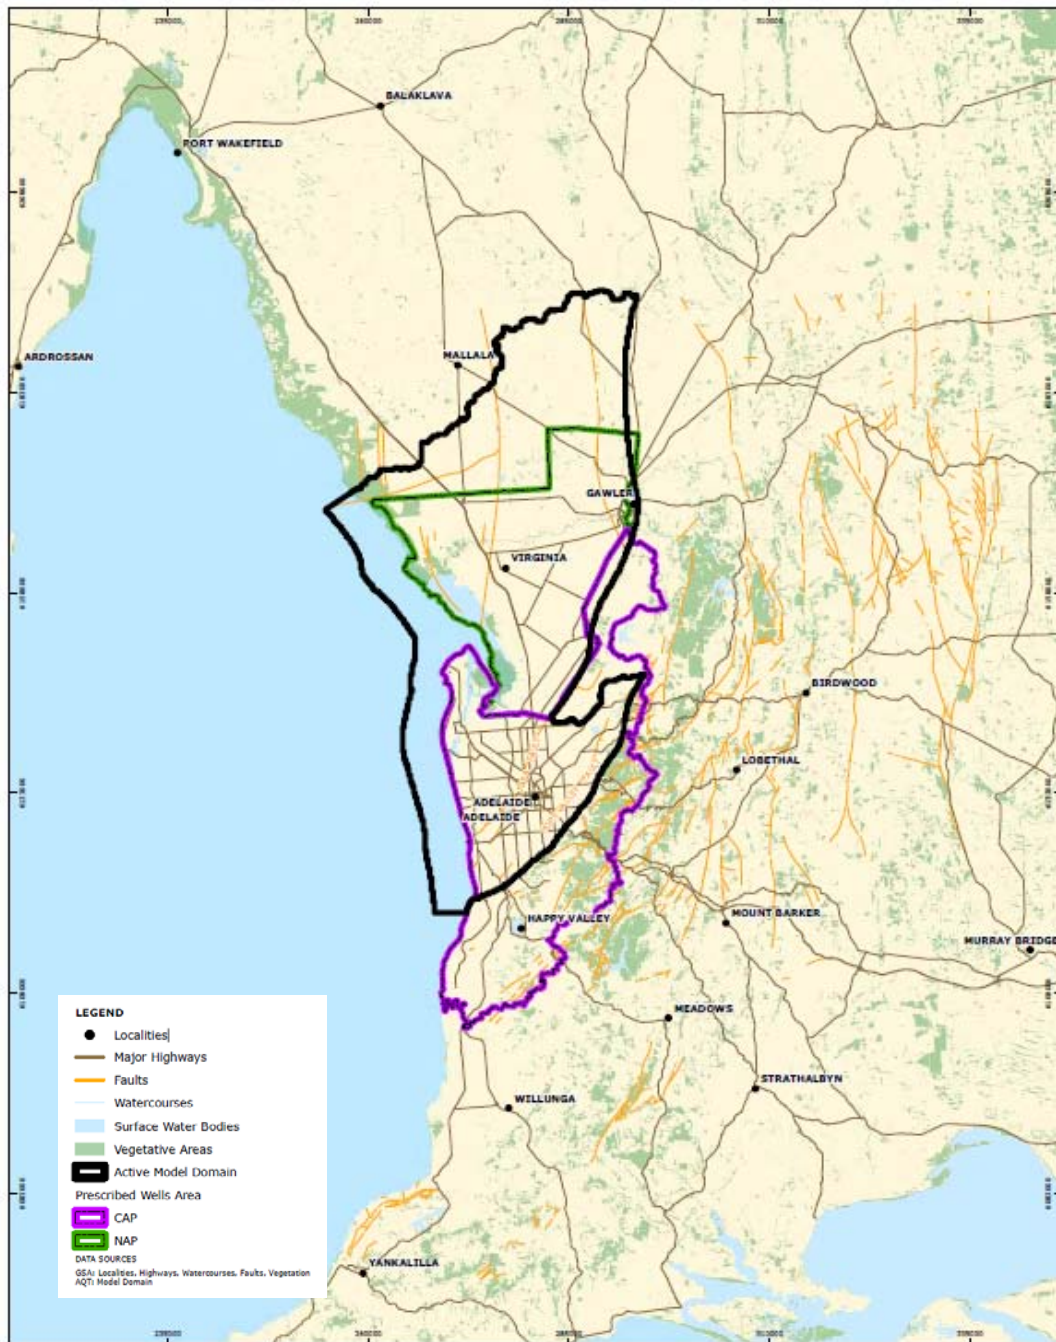 BALAKLAVA
PORT WAKEFIELD
ARDROSSAN
MALLALA
GAWLER
VIRGINIA
BIRDWOOD
LOBETHAL
ADELAIDE
ADELAIDE
HAPPY VALLEY
MOUNT BARKER
MURRAY BRIDGE
MEADOWS
STRATHALBYN
WILLUNGA
YANKALILLA
LEGEND
Localities
Major Highways
Faults
Watercourses
Surface Water Bodies
Vegetative Areas
Active Model Domain
Prescribed Wells Area
CAP
NAP
DATA SOURCES
GSA: Localities, Highways, Watercourses, Faults, Vegetation
AQT: Model Domain